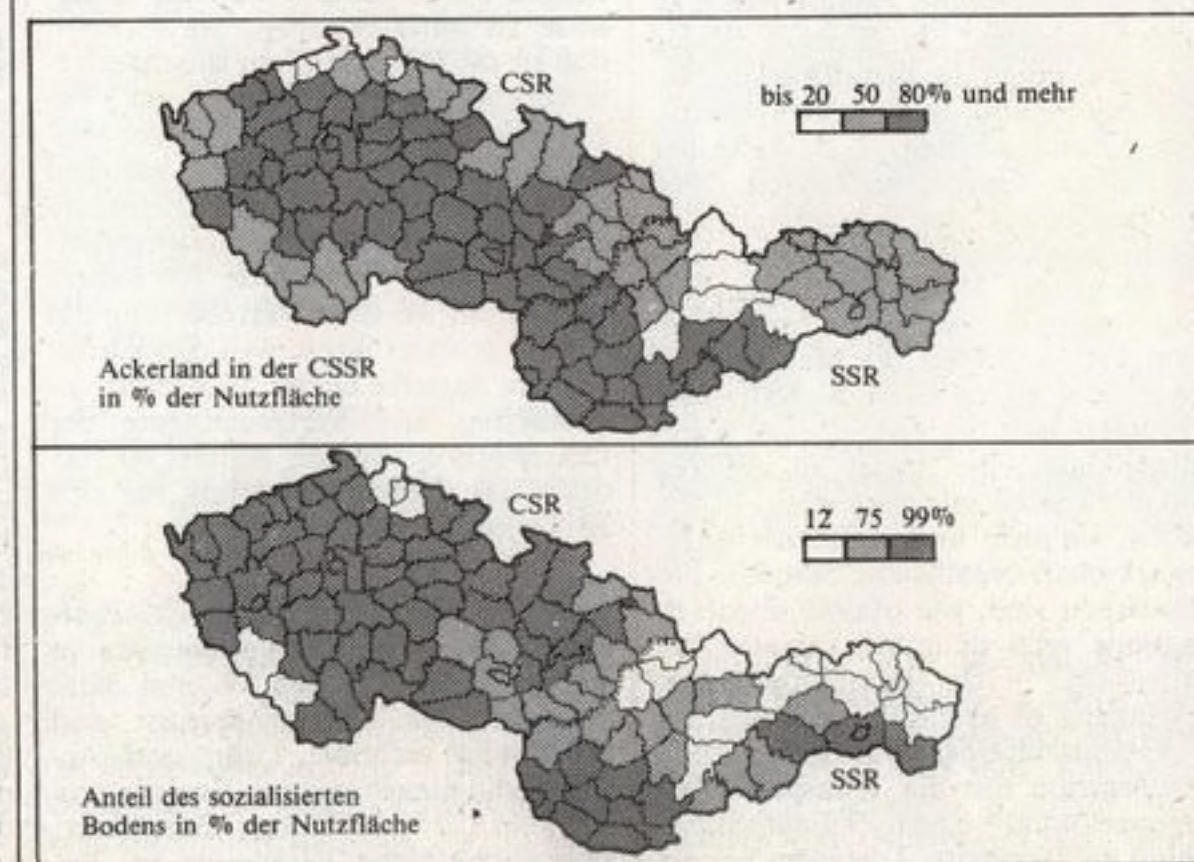 CSR
bis 20 50 80% und mehr
Ackerland in der CSSR
in % der Nutzfläche
SSR
CSR
12 75 99%
SSR
Anteil des sozialisierten
Bodens in % der Nutzfläche